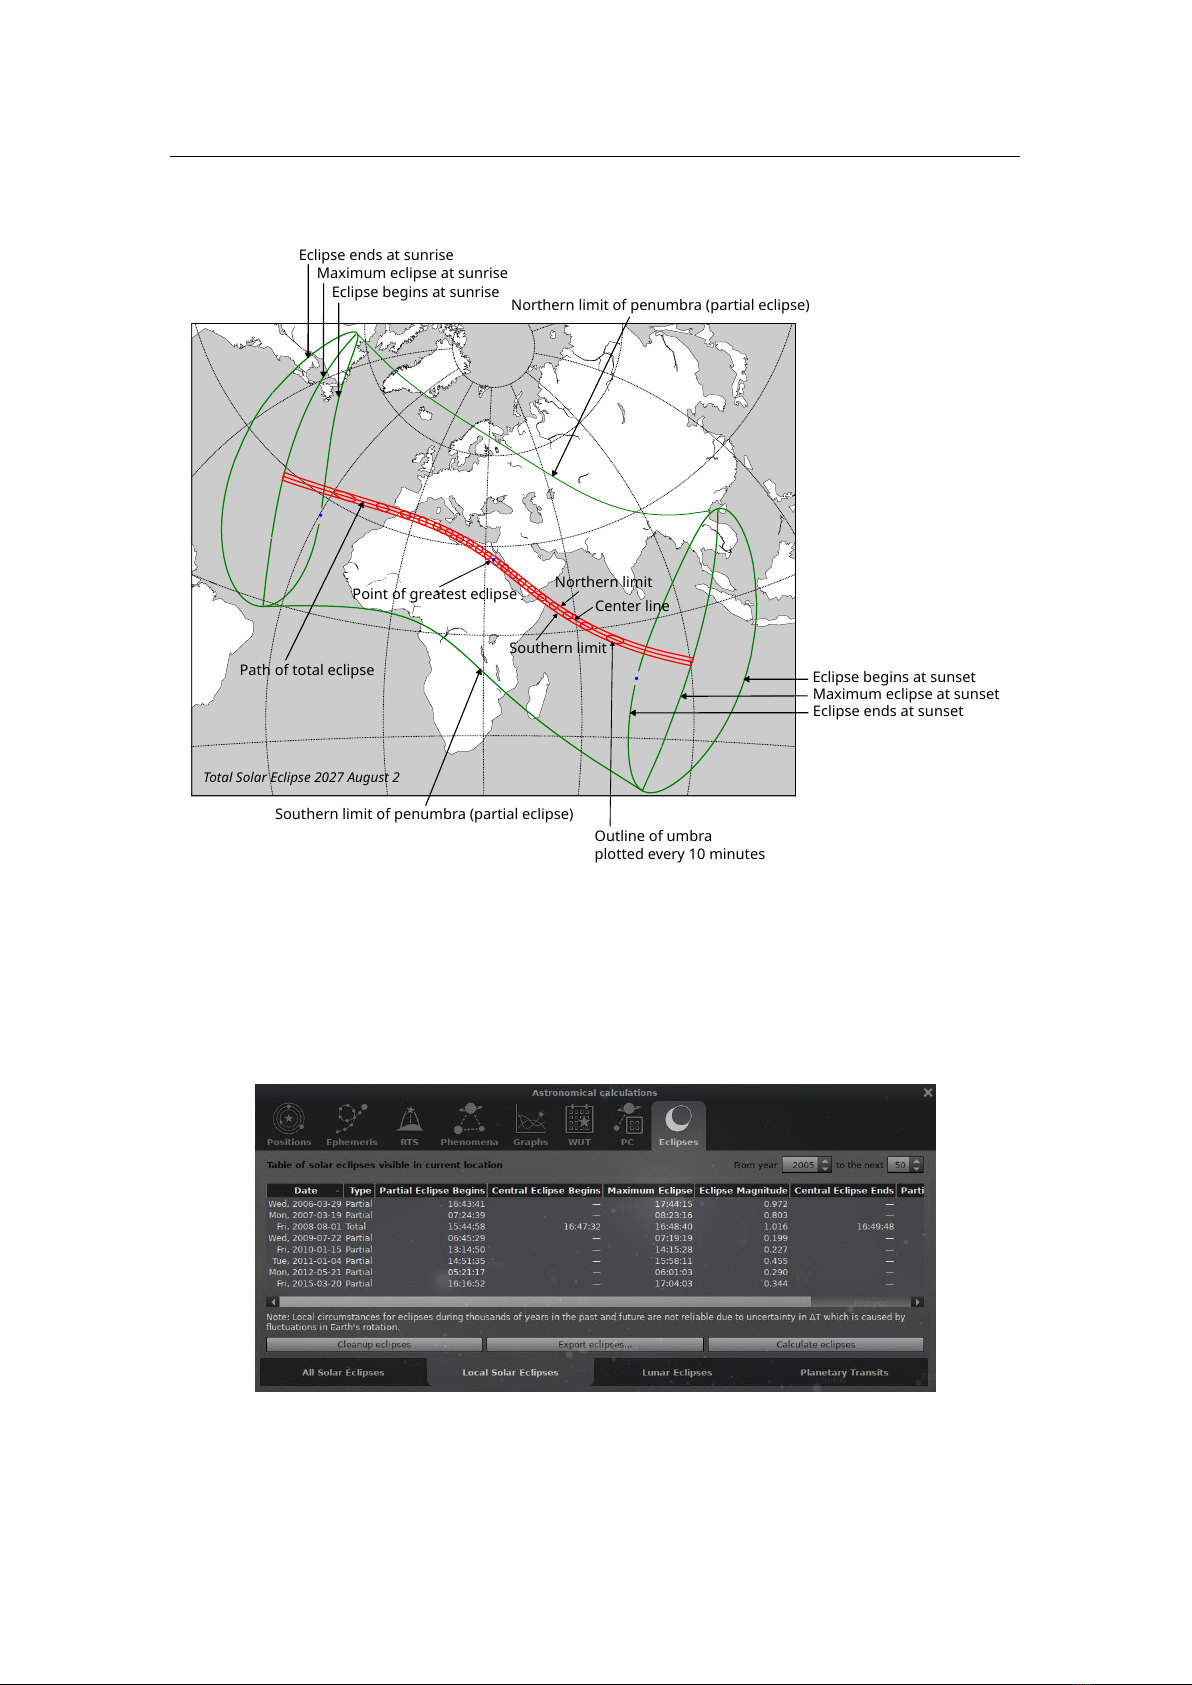 Eclipse ends at sunrise
Maximum eclipse at sunrise
Eclipse begins at sunrise
Northern limit of penumbra (partial eclipse)
Northern limit
Point of greatest eclipse
Center line
Southern limit
Path of total eclipse
Eclipse begins at sunset
Maximum eclipse at sunset
Eclipse ends at sunset
Total Solar Eclipse 2027 August 2
Southern limit of penumbra (partial eclipse)
Outline of umbra
plotted every 10 minutes
Astronomical calculations
Positions Ephemeris RTS Phenomena Graphs WUT PC Eclipses
Table of solar eclipses visible in current location From year 2005 to the next 50
Date Type Partial Eclipse Begins Central Eclipse Begins Maximum Eclipse Eclipse Magnitude Central Eclipse Ends Parti
Wed, 2006-03-29 Partial 16:43:41 — 17:44:15 0.972 —
Mon, 2007-03-19 Partial 07:24:39 — 08:23:16 0.803 —
Fri, 2008-08-01 Total 15:44:58 16:47:32 16:48:40 1.016 16:49:48
Wed, 2009-07-22 Partial 06:45:29 — 07:19:19 0.199 —
Fri, 2010-01-15 Partial 13:14:50 — 14:15:28 0.227 —
Tue, 2011-01-04 Partial 14:51:35 — 15:58:11 0.455 —
Mon, 2012-05-21 Partial 05:21:17 — 06:01:03 0.290 —
Fri, 2015-03-20 Partial 16:16:52 — 17:04:03 0.344 —
Note: Local circumstances for eclipses during thousands of years in the past and future are not reliable due to uncertainty in ΔT which is caused by
fluctuations in Earth's rotation.
Cleanup eclipses Export eclipses... Calculate eclipses
All Solar Eclipses Local Solar Eclipses Lunar Eclipses Planetary Transits